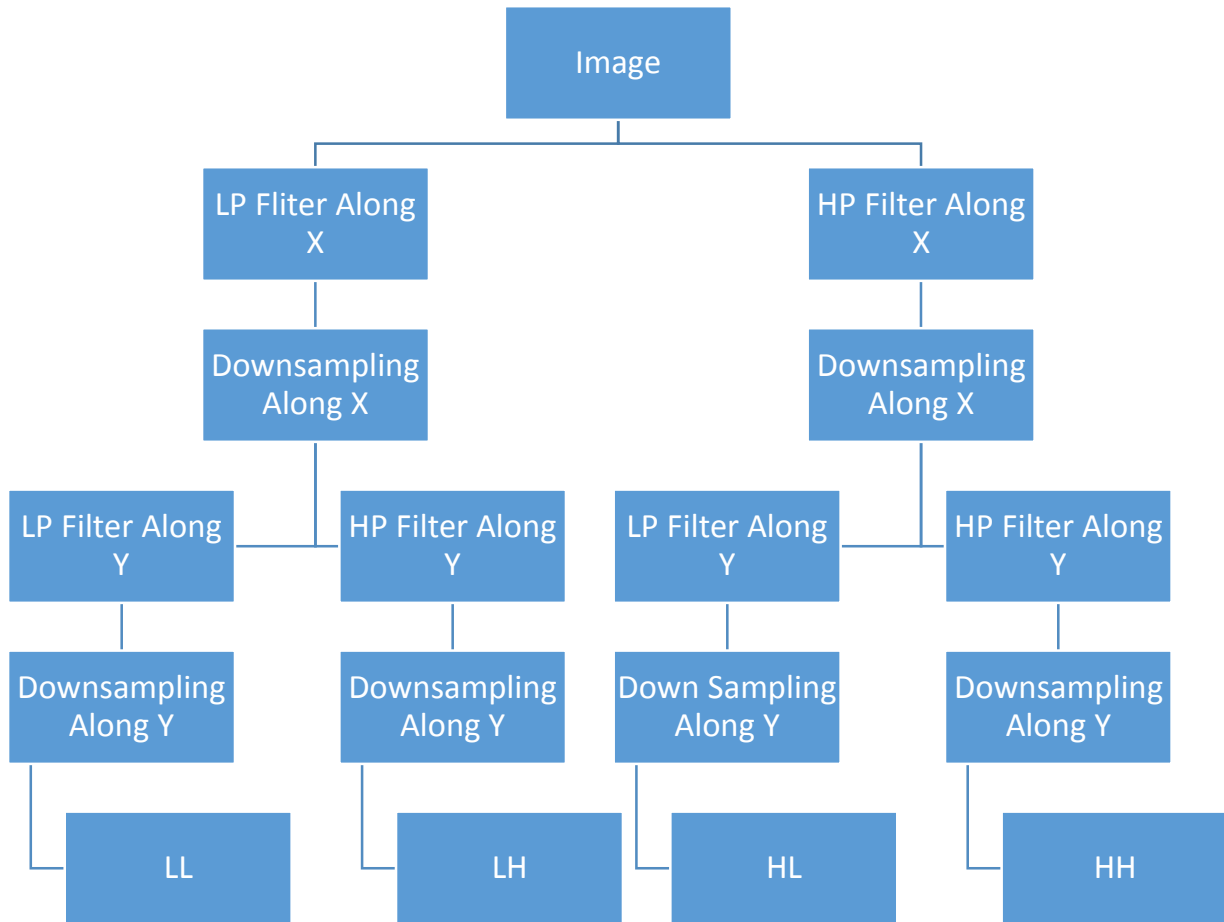 Image
LP Fliter Along
X
HP Filter Along
X
Downsampling
Along X
Downsampling
Along X
LP Filter Along
Y
HP Filter Along
Y
LP Filter Along
Y
HP Filter Along
Y
Downsampling
Along Y
Downsampling
Along Y
Down Sampling
Along Y
Downsampling
Along Y
LL
LH
HL
HH